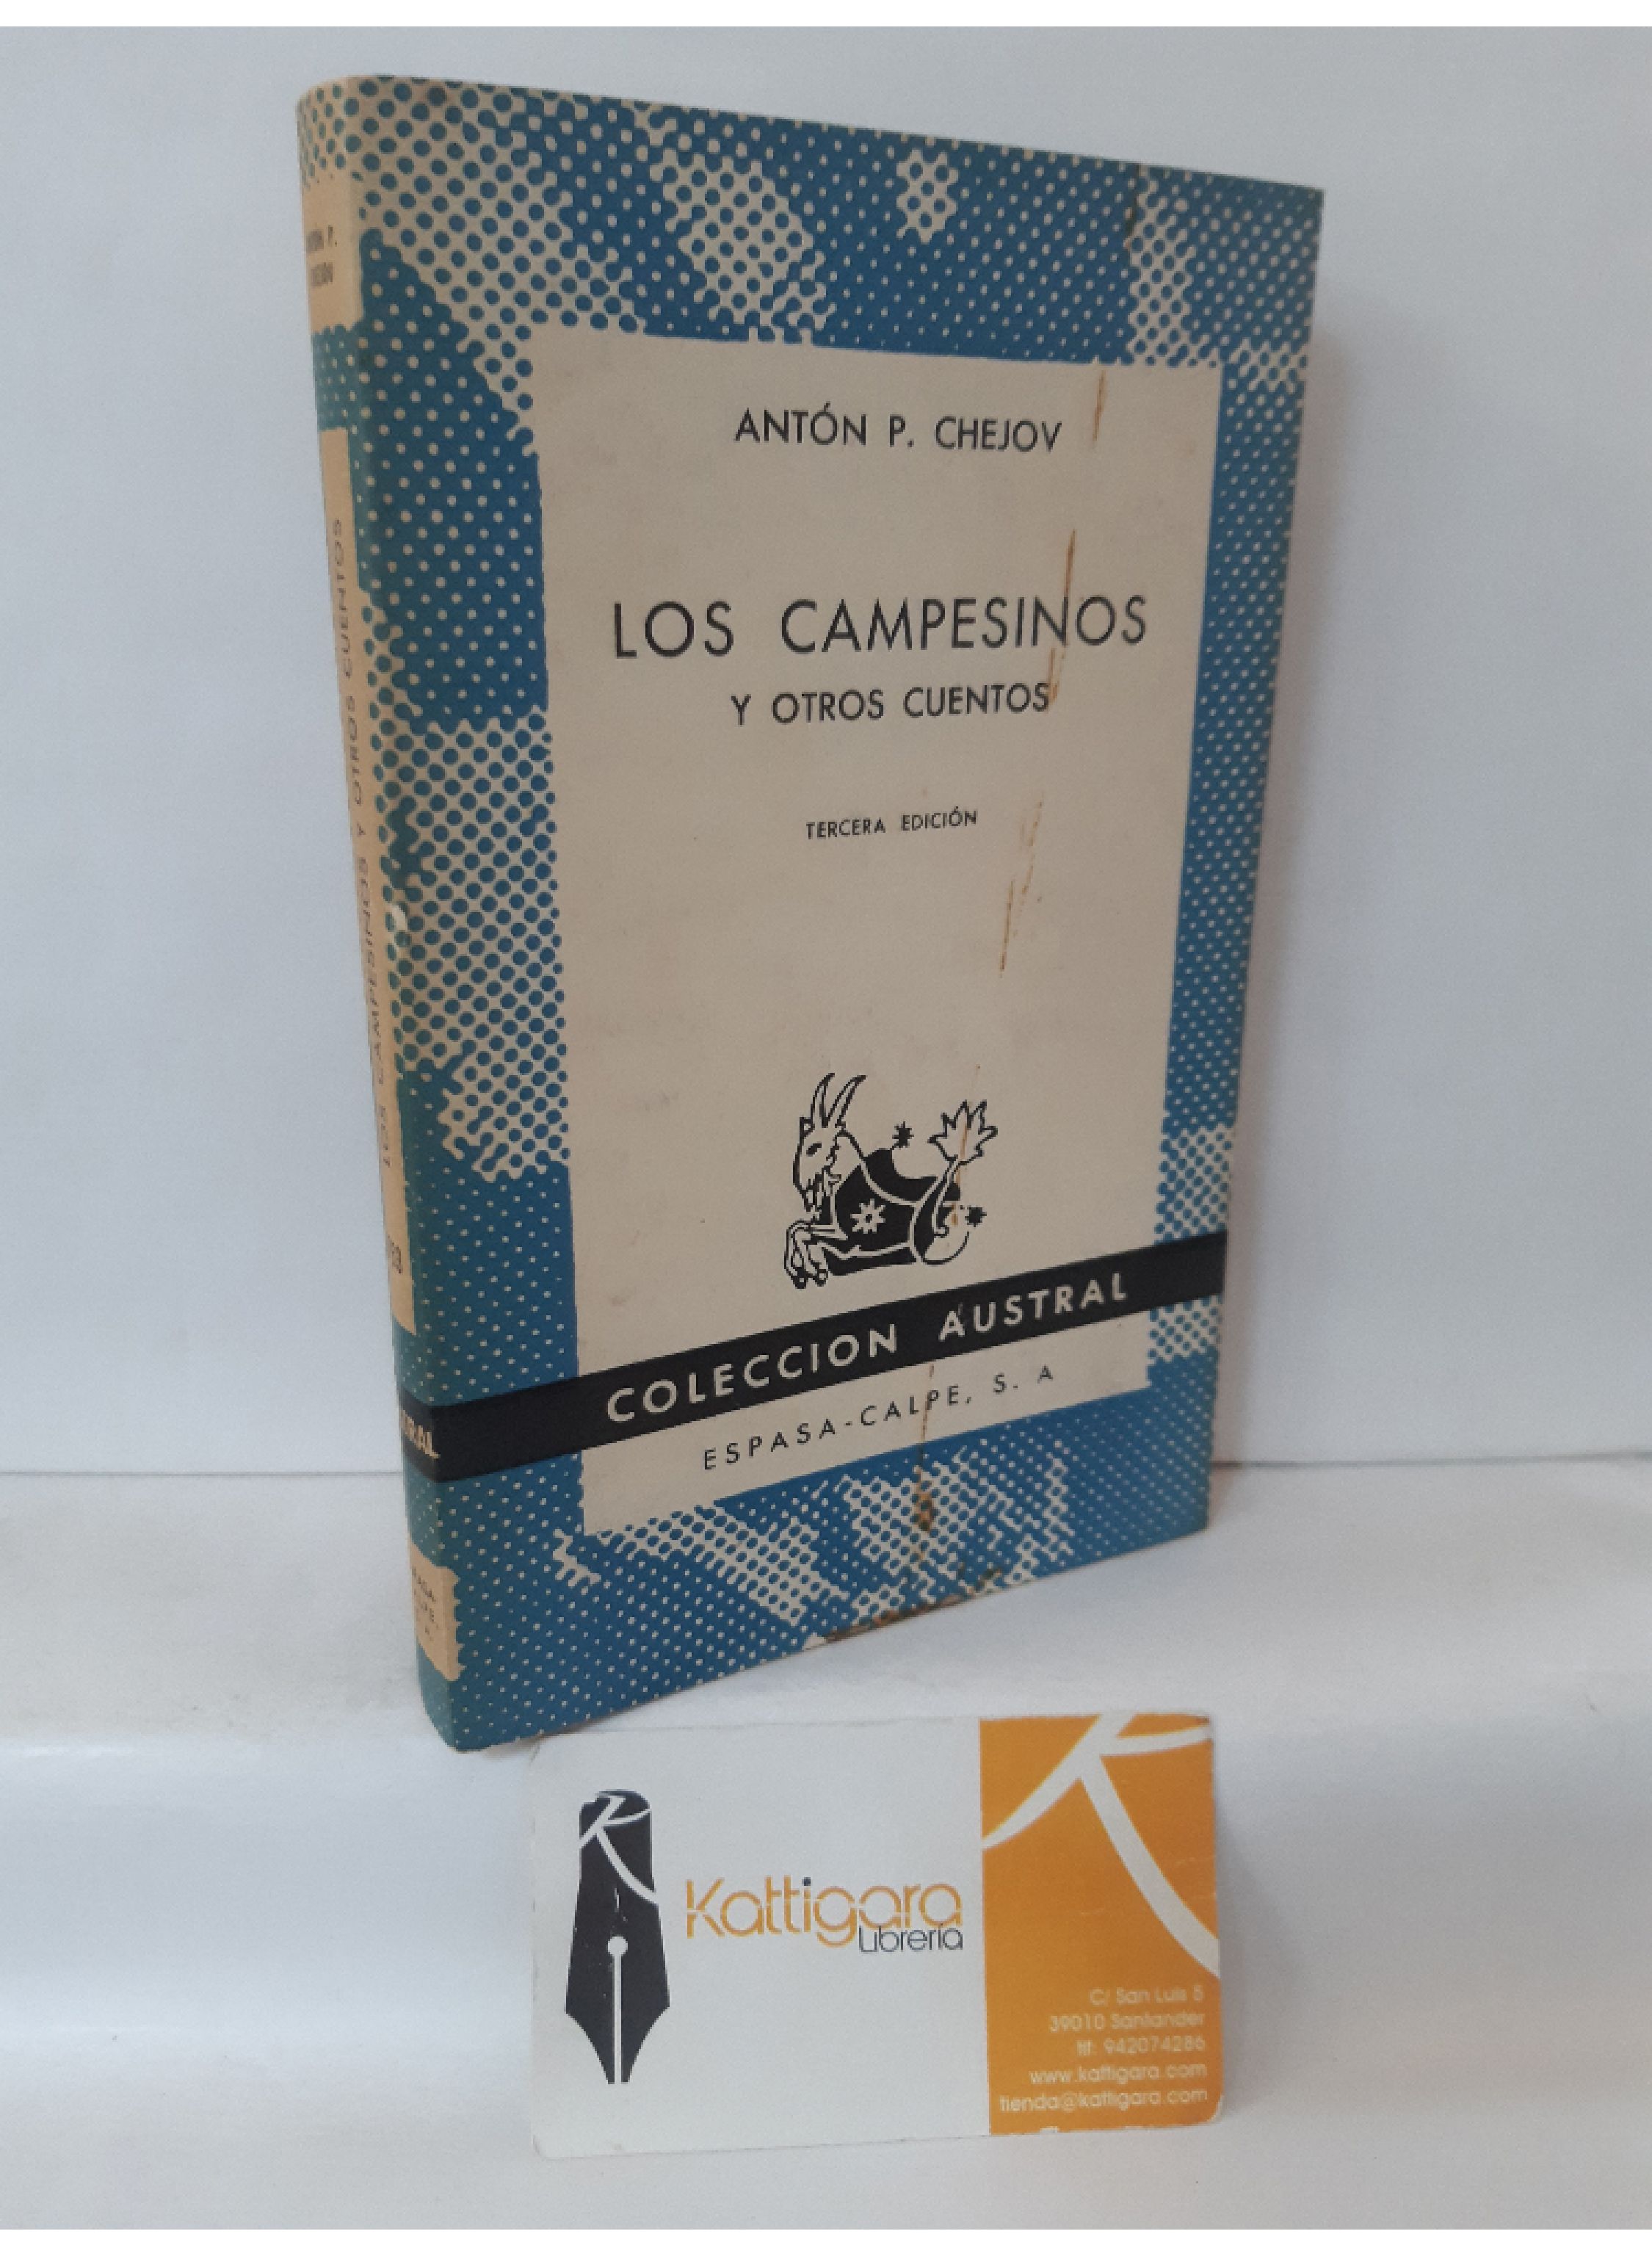 ANTÓN P. CHEJOV
LOS CAMPESINOS
Y OTROS CUENTOS
TERCERA EDICIÓN
COLECCION AUSTRAL
ESPASA-CALPE, S. A
LOS CAMPESINOS Y OTROS CUENTOS
Kattigara
Librería
C/ San Luis 5
39010 Santander
tlf: 942074286
www.kattigara.com
tienda@kattigara.com